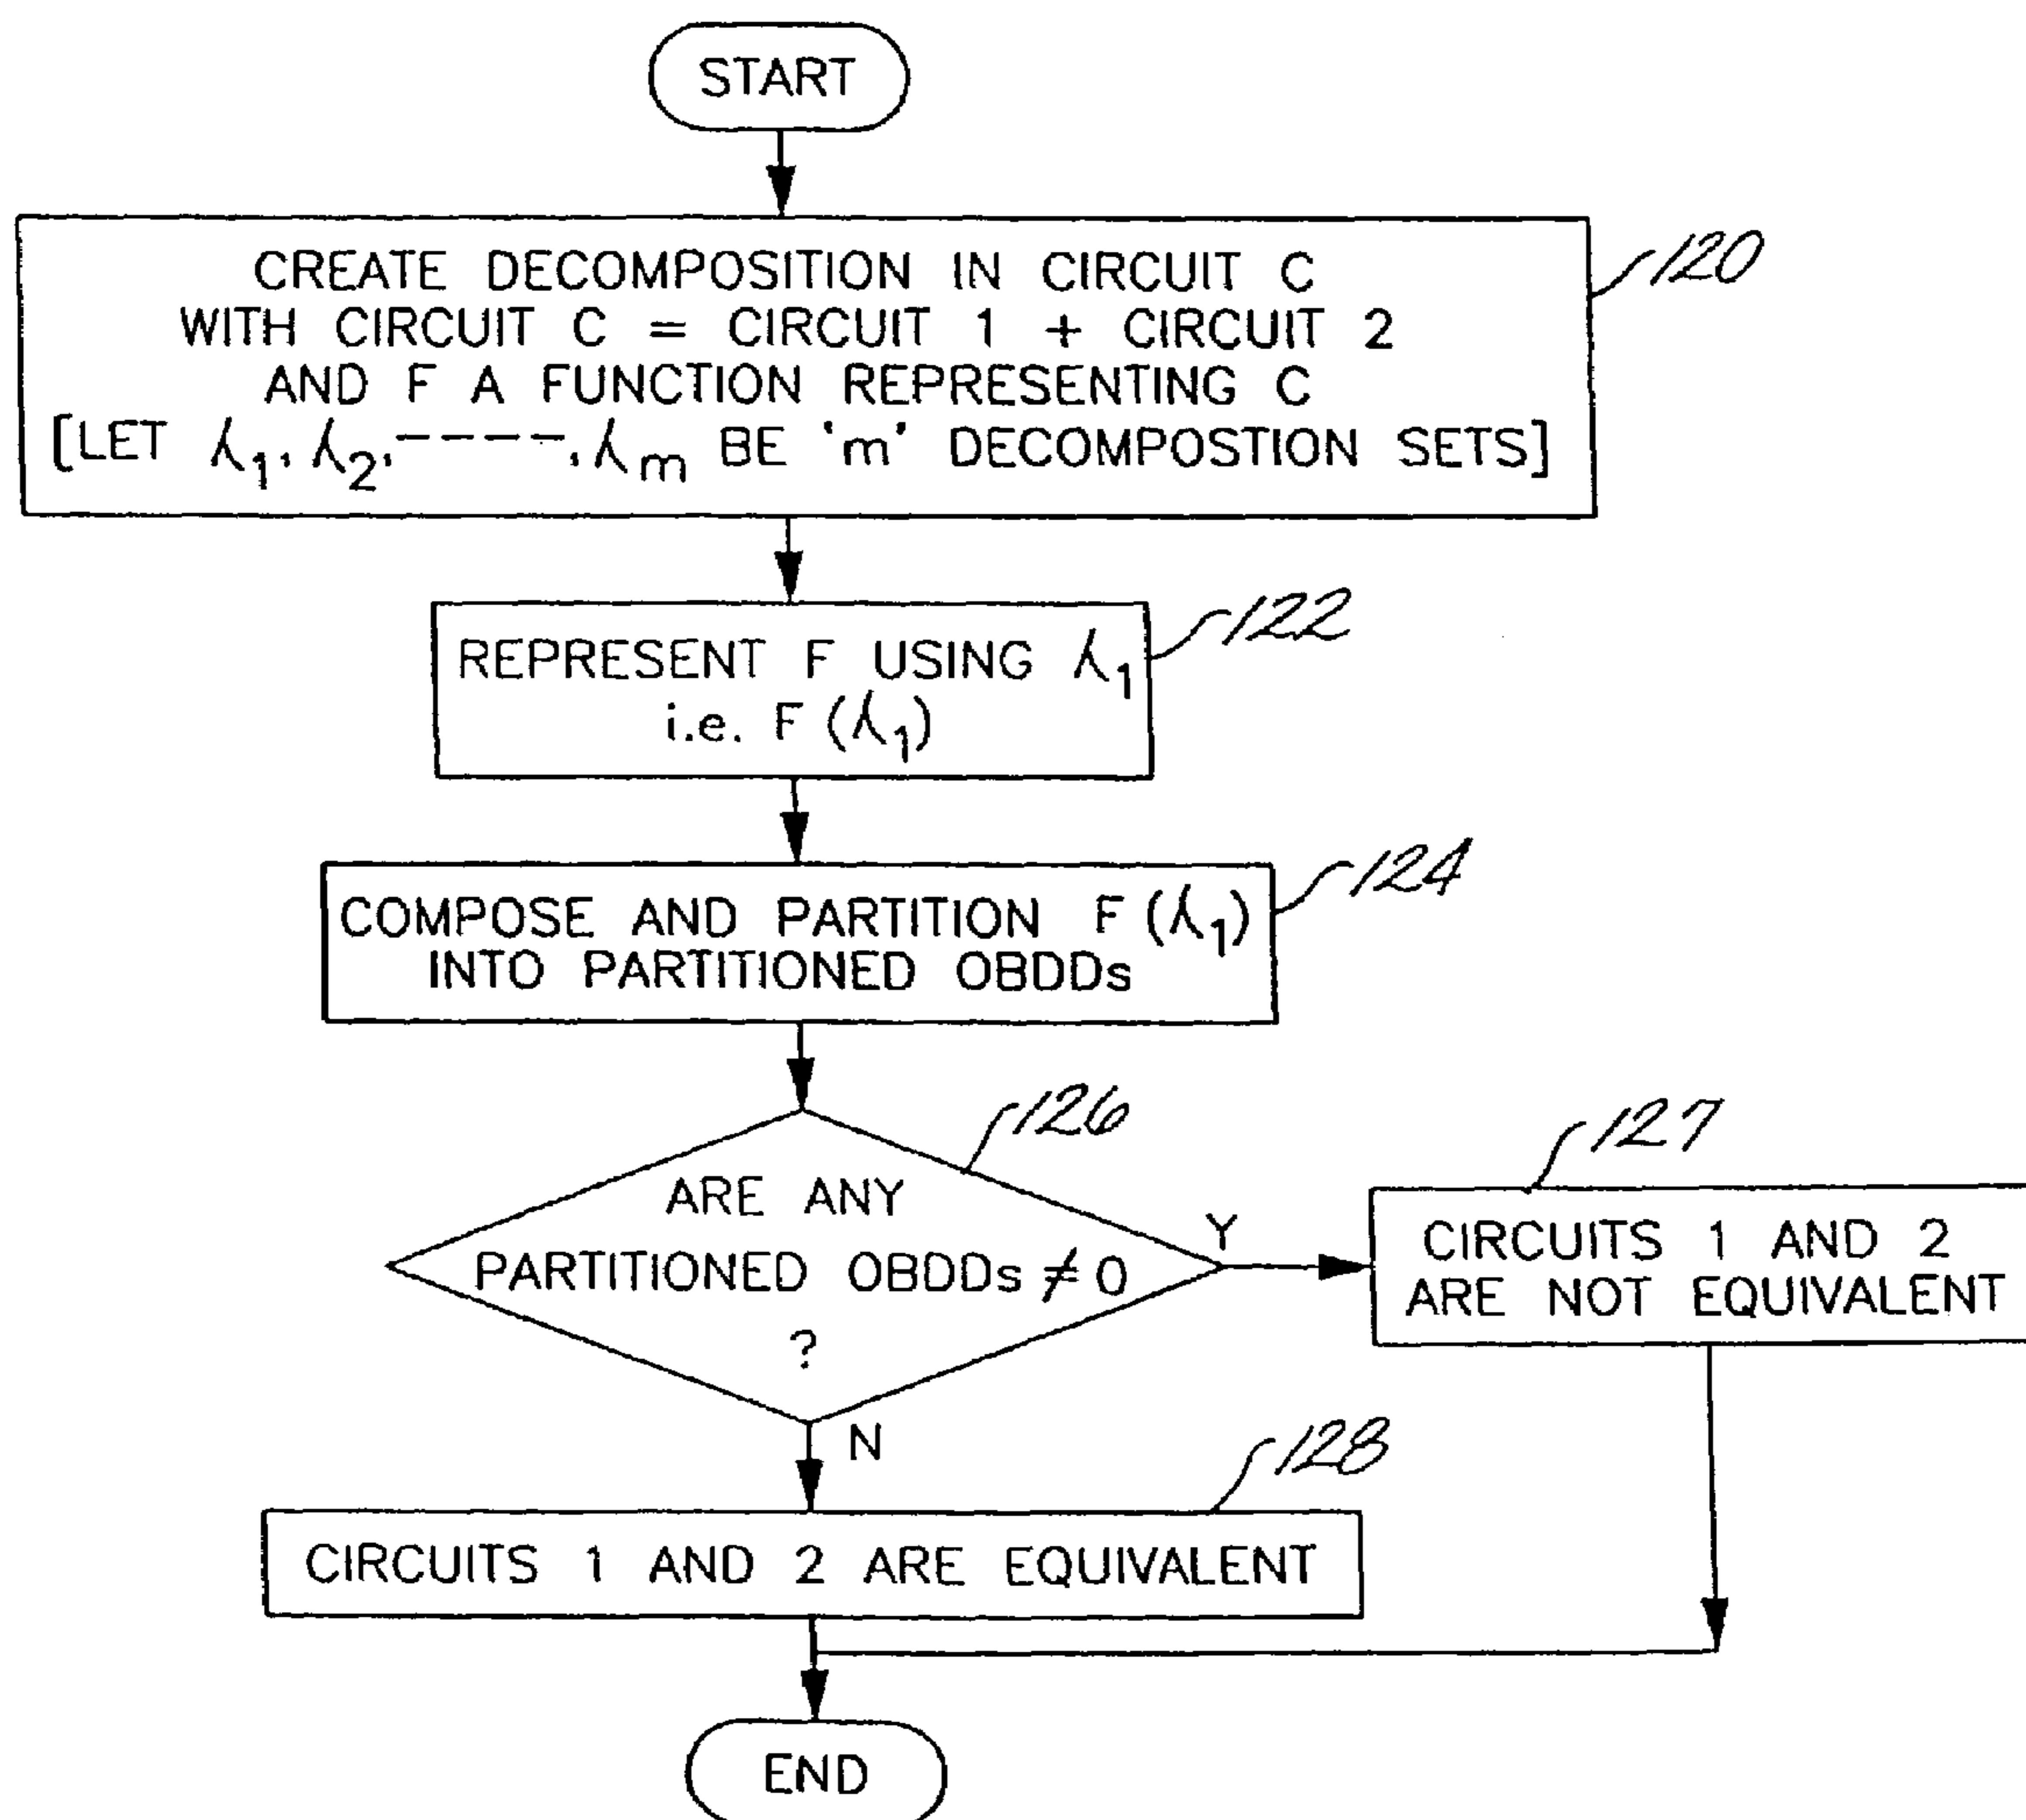 START
CREATE DECOMPOSITION IN CIRCUIT C
WITH CIRCUIT C = CIRCUIT 1 + CIRCUIT 2
AND F A FUNCTION REPRESENTING C
[LET λ1, λ2, ----, λm BE 'm' DECOMPOSTION SETS]
120
REPRESENT F USING λ1
i.e. F (λ1)
122
COMPOSE AND PARTITION F (λ1)
INTO PARTITIONED OBDDs
124
ARE ANY
PARTITIONED OBDDs ≠ 0
?
126
Y
N
CIRCUITS 1 AND 2
ARE NOT EQUIVALENT
127
CIRCUITS 1 AND 2 ARE EQUIVALENT
128
END